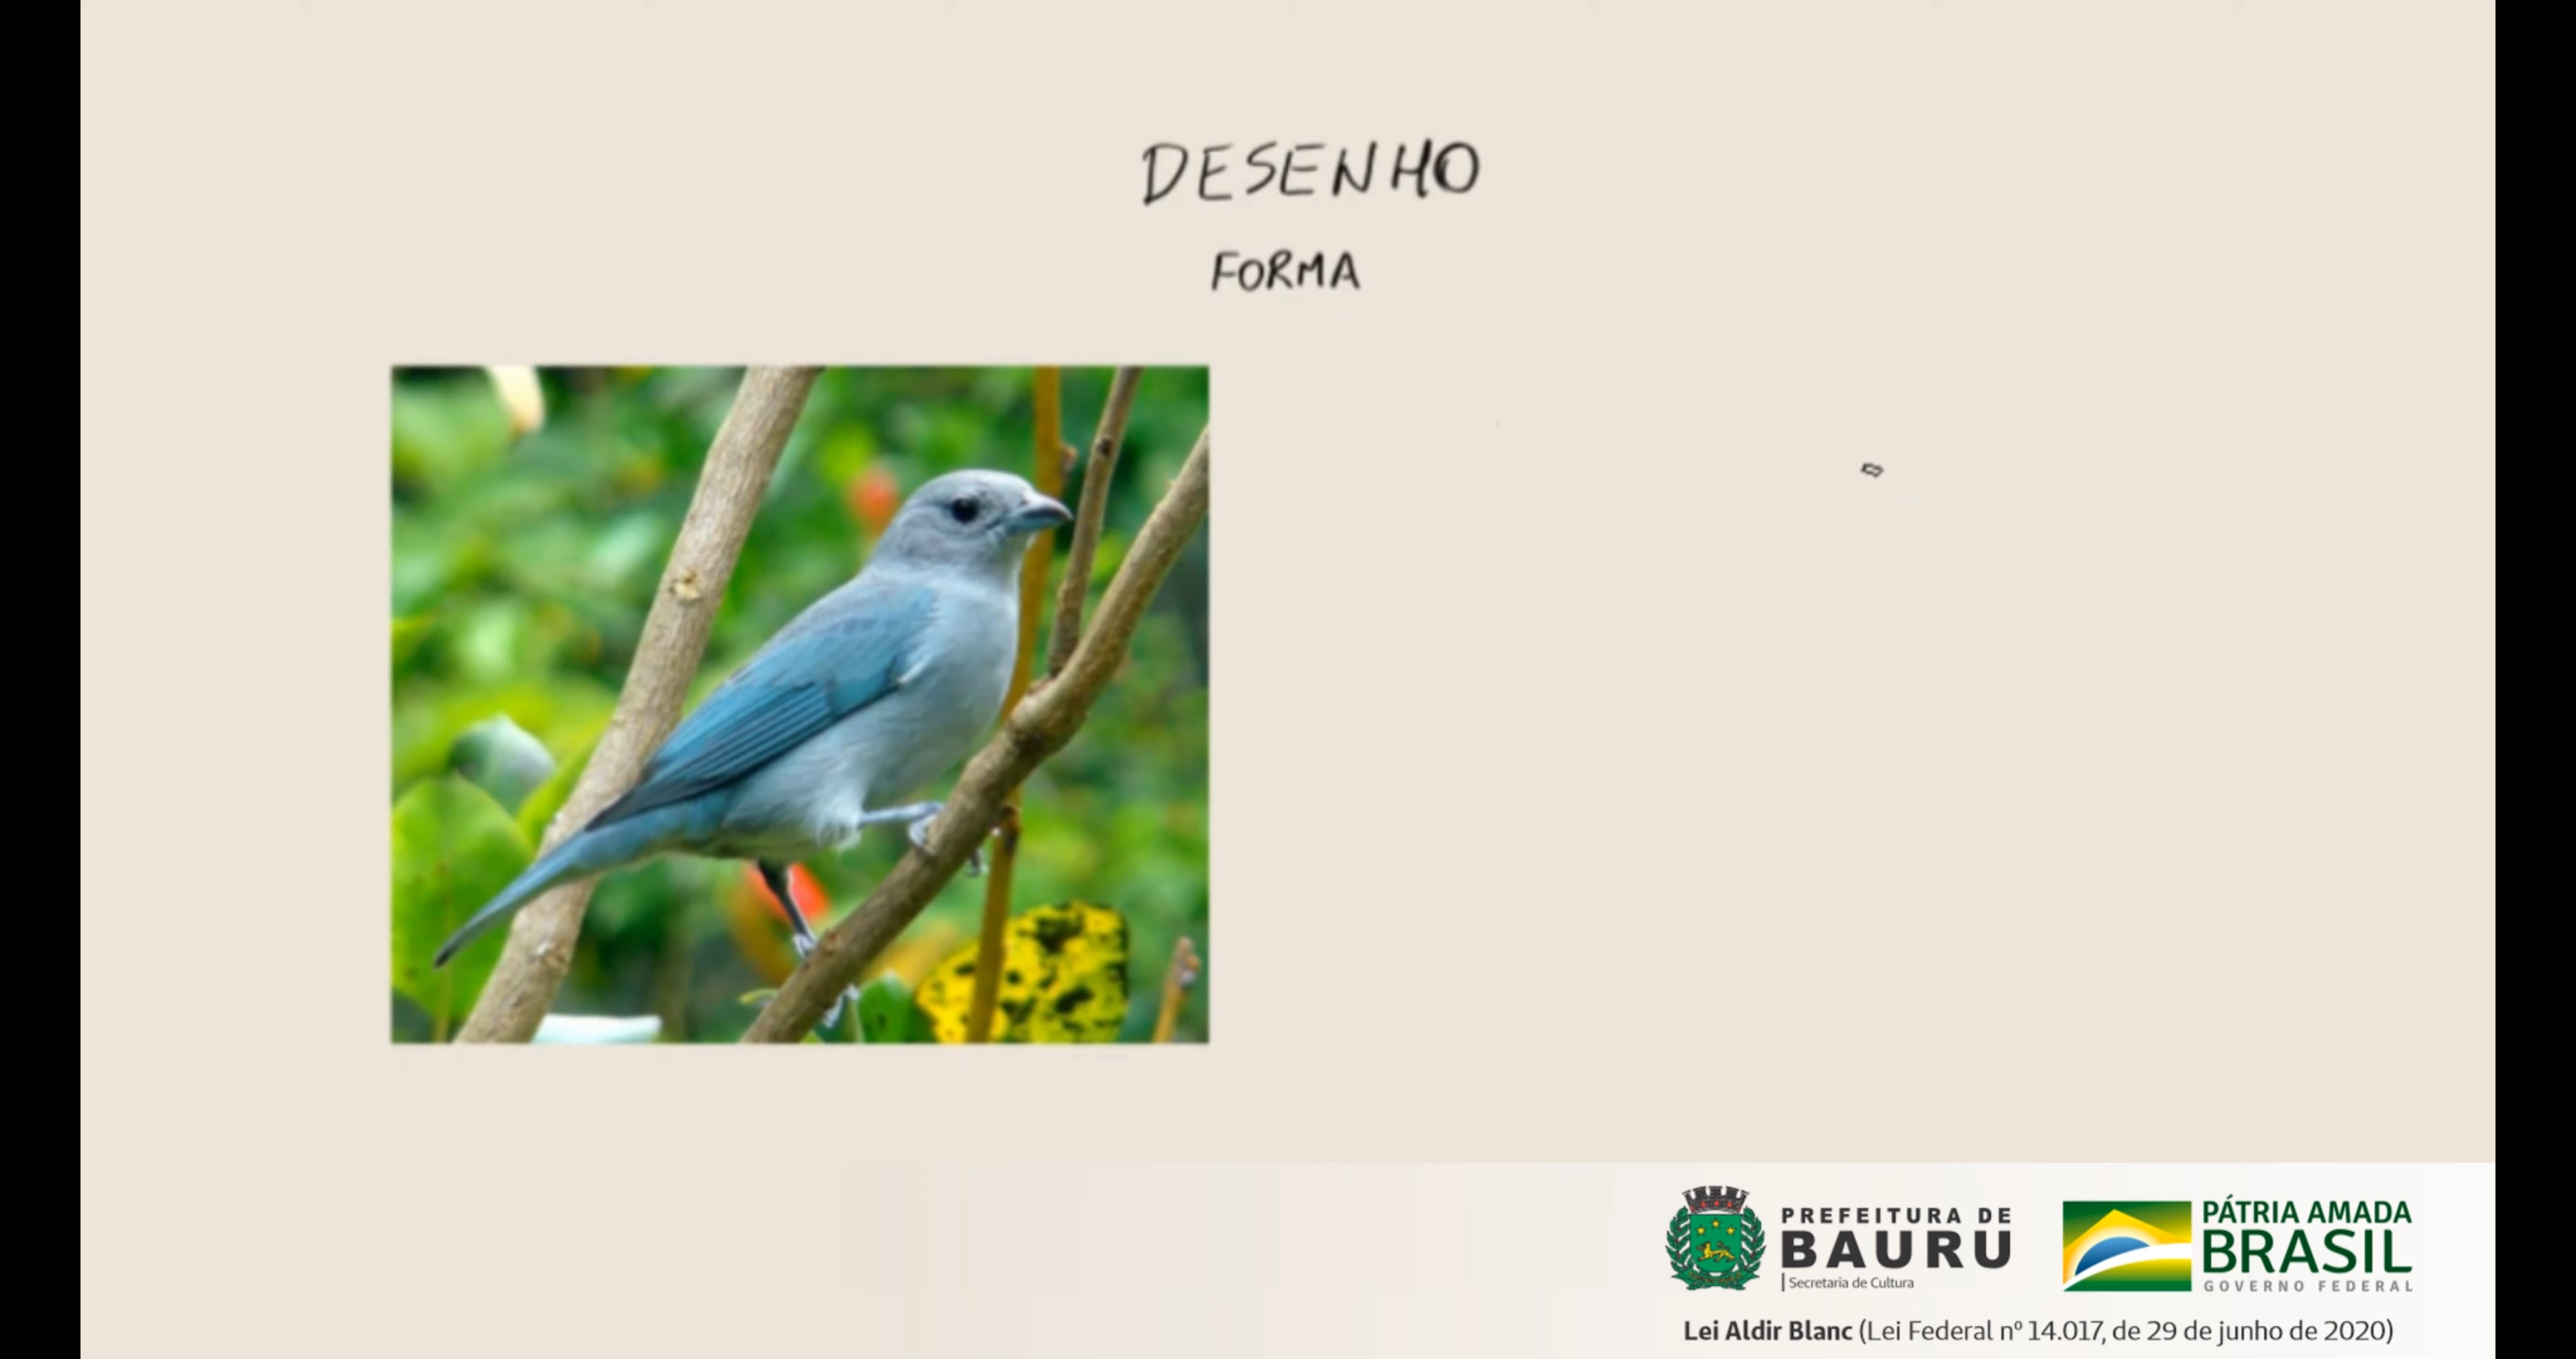 DESENHO
FORMA
PREFEITURA DE
BAURU
Secretaria de Cultura
PÁTRIA AMADA
BRASIL
GOVERNO FEDERAL
Lei Aldir Blanc (Lei Federal nº 14.017, de 29 de junho de 2020)